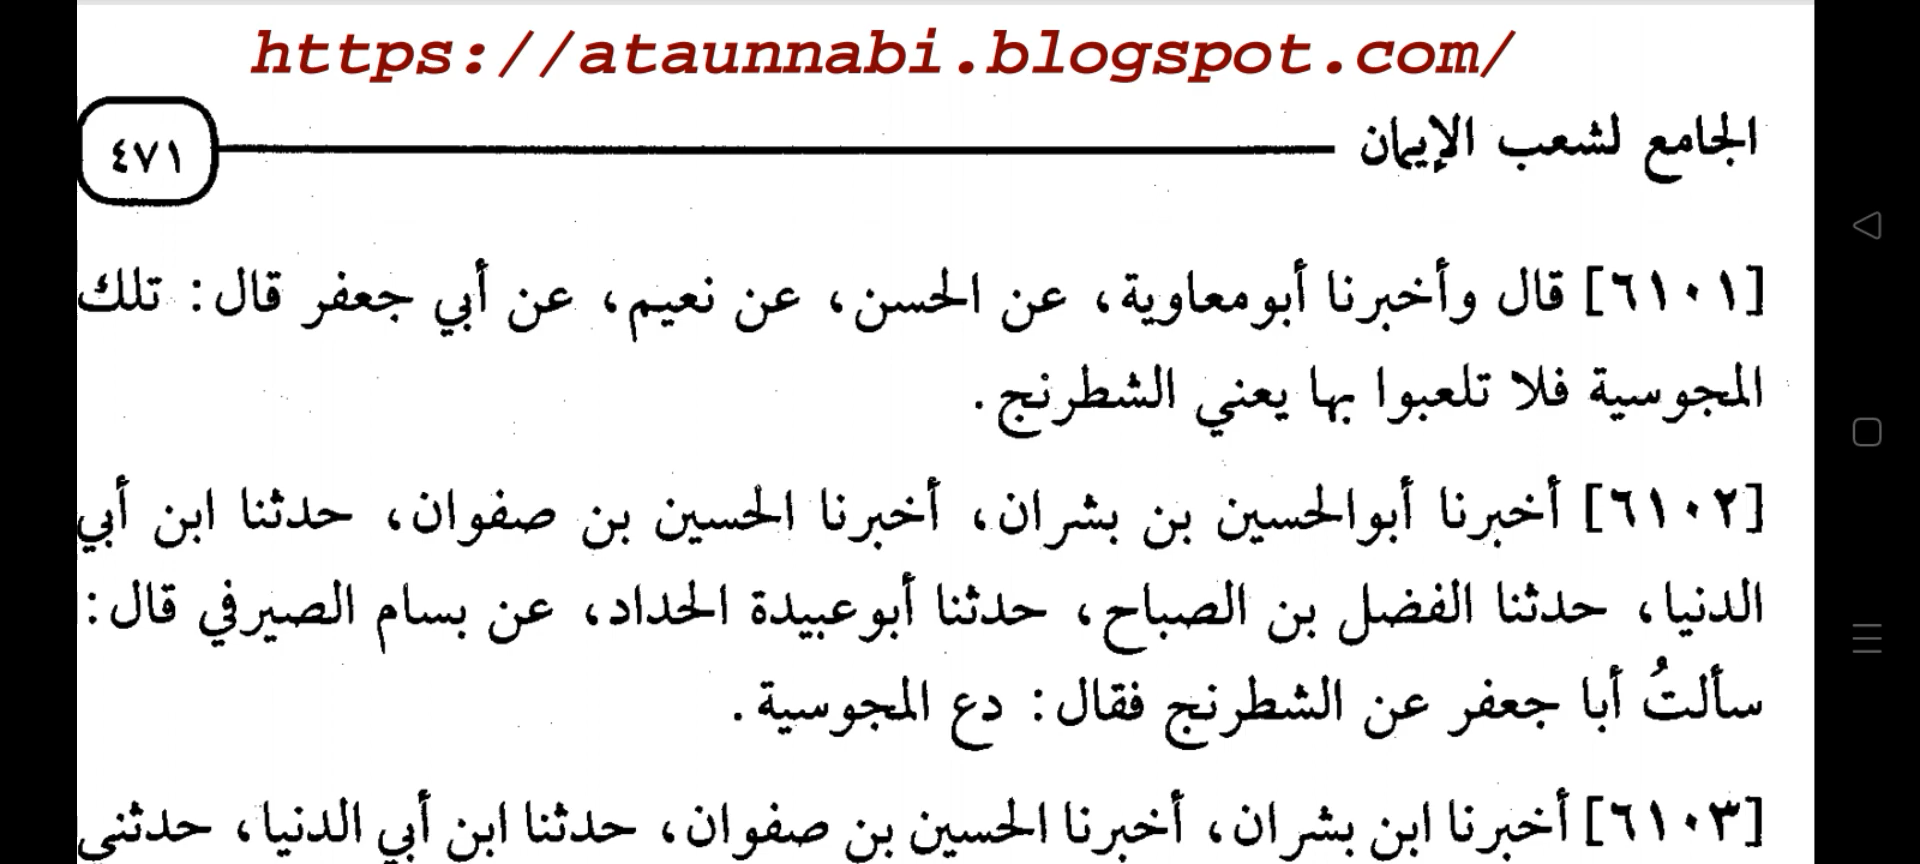 https://ataunnabi.blogspot.com/
الجامع لشعب الإيمان ٤٧١
[٦١٠١] قال وأخبرنا أبومعاوية، عن الحسن، عن نعيم، عن أبي جعفر قال: تلك
المجوسية فلا تلعبوا بها يعني الشطرنج.
[٦١٠٢] أخبرنا أبوالحسين بن بشران، أخبرنا الحسين بن صفوان، حدثنا ابن أبي
الدنيا، حدثنا الفضل بن الصباح، حدثنا أبوعبيدة الحداد، عن بسام الصيرفي قال:
سألتُ أبا جعفر عن الشطرنج فقال: دع المجوسية.
[٦١٠٣] أخبرنا ابن بشران، أخبرنا الحسين بن صفوان، حدثنا ابن أبي الدنيا، حدثني